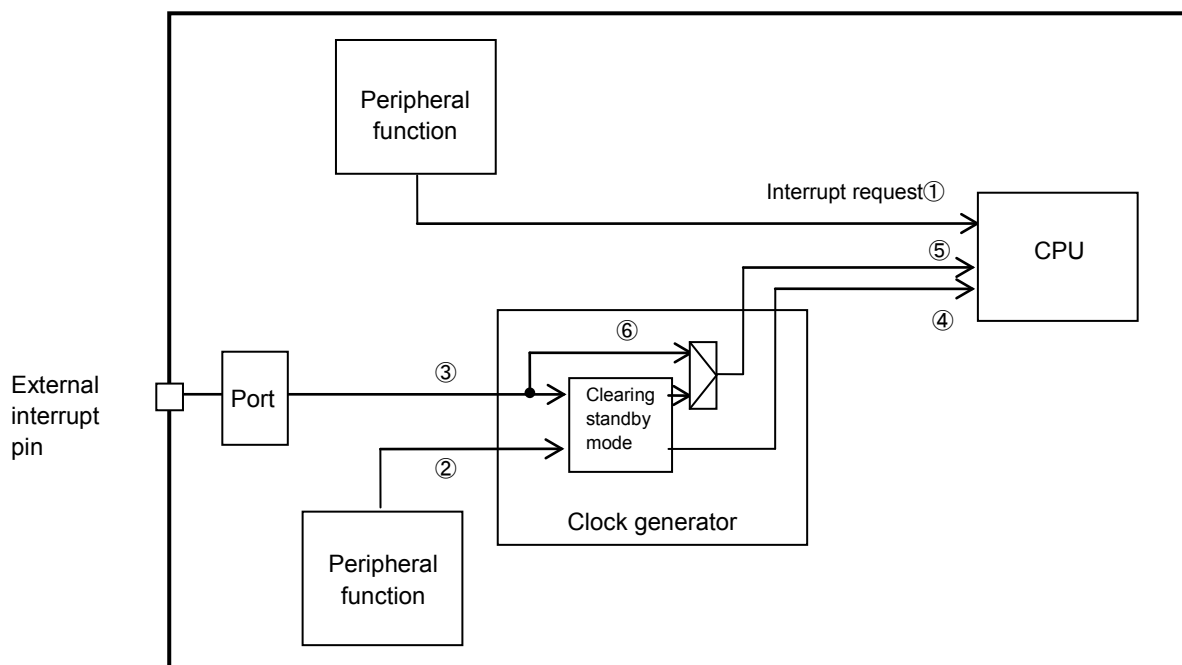 Peripheral
function
Interrupt request①
CPU
⑤
④
⑥
External
interrupt
pin
Port
③
Clearing
standby
mode
②
Clock generator
Peripheral
function